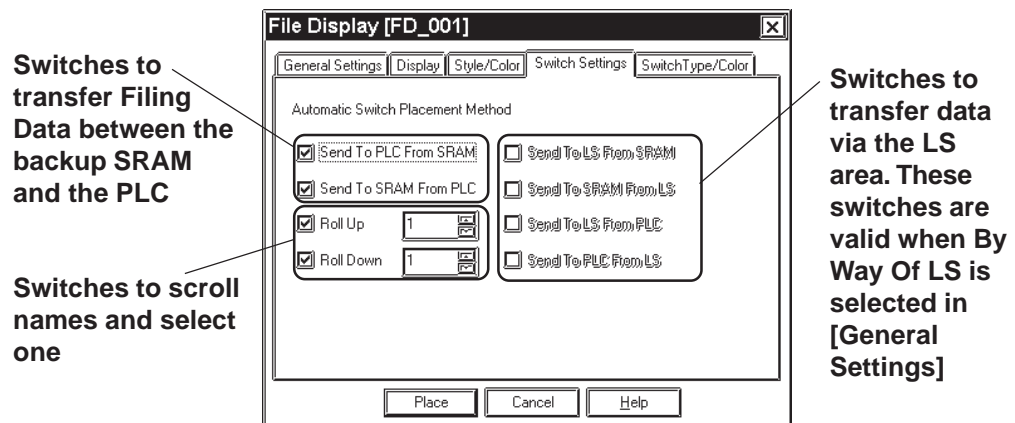 File Display [FD_001]
General Settings Display Style/Color Switch Settings SwitchType/Color
Automatic Switch Placement Method
Send To PLC From SRAM
Send To SRAM From PLC
Roll Up 1
Roll Down 1
Send To LS From SRAM
Send To SRAM From LS
Send To LS From PLC
Send To PLC From LS
Place Cancel Help
Switches to
transfer Filing
Data between the
backup SRAM
and the PLC
Switches to scroll
names and select
one
Switches to
transfer data
via the LS
area. These
switches are
valid when By
Way Of LS is
selected in
[General
Settings]